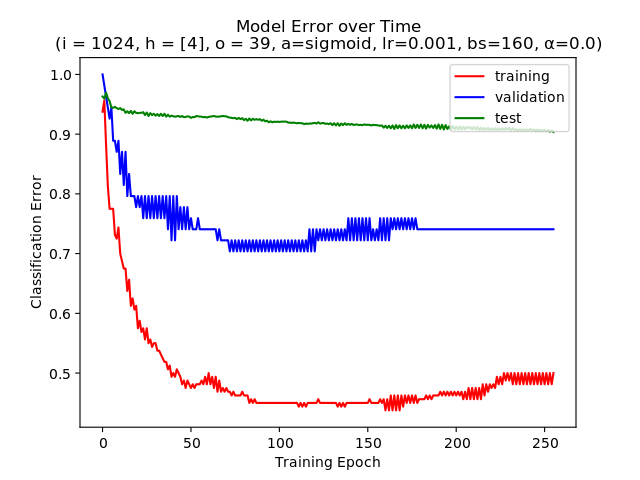 Model Error over Time
(i = 1024, h = [4], o = 39, a=sigmoid, lr=0.001, bs=160, α=0.0)
training
validation
test
1.0
0.9
0.8
0.7
0.6
0.5
Classification Error
0 50 100 150 200 250
Training Epoch